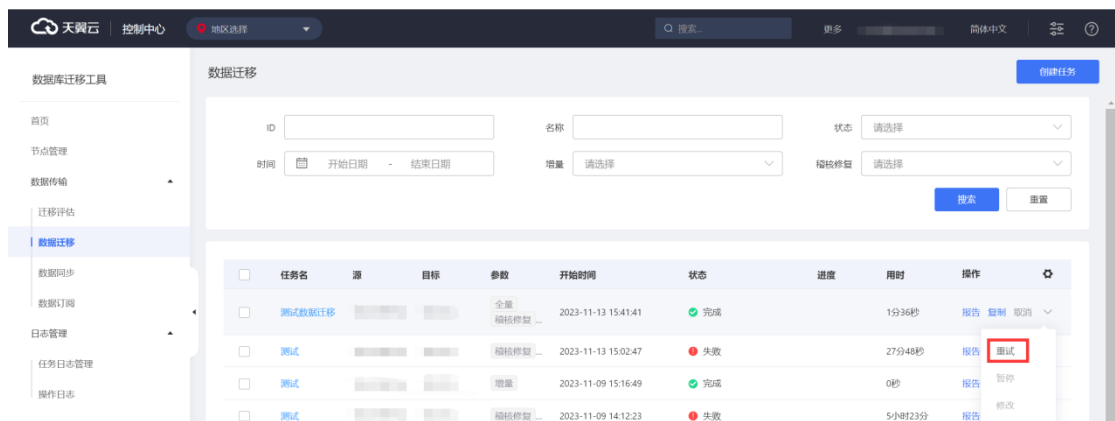 天翼云 控制中心 地区选择 搜索... 更多 简体中文
数据库迁移工具
首页
节点管理
数据传输
迁移评估
数据迁移
数据同步
数据订阅
日志管理
任务日志管理
操作日志
数据迁移 创建任务
ID 名称 状态 请选择
时间 开始日期 - 结束日期 增量 请选择 稽核修复 请选择
搜索 重置
任务名 源 目标 参数 开始时间 状态 进度 用时 操作
测试数据迁移 全量 稽核修复 ... 2023-11-13 15:41:41 完成 1分36秒 报告 复制 取消
测试 稽核修复 ... 2023-11-13 15:02:47 失败 27分48秒 报告
测试 增量 2023-11-09 15:16:49 完成 0秒 报告
测试 稽核修复 ... 2023-11-09 14:12:23 失败 5小时23分 报告
重试
暂停
修改